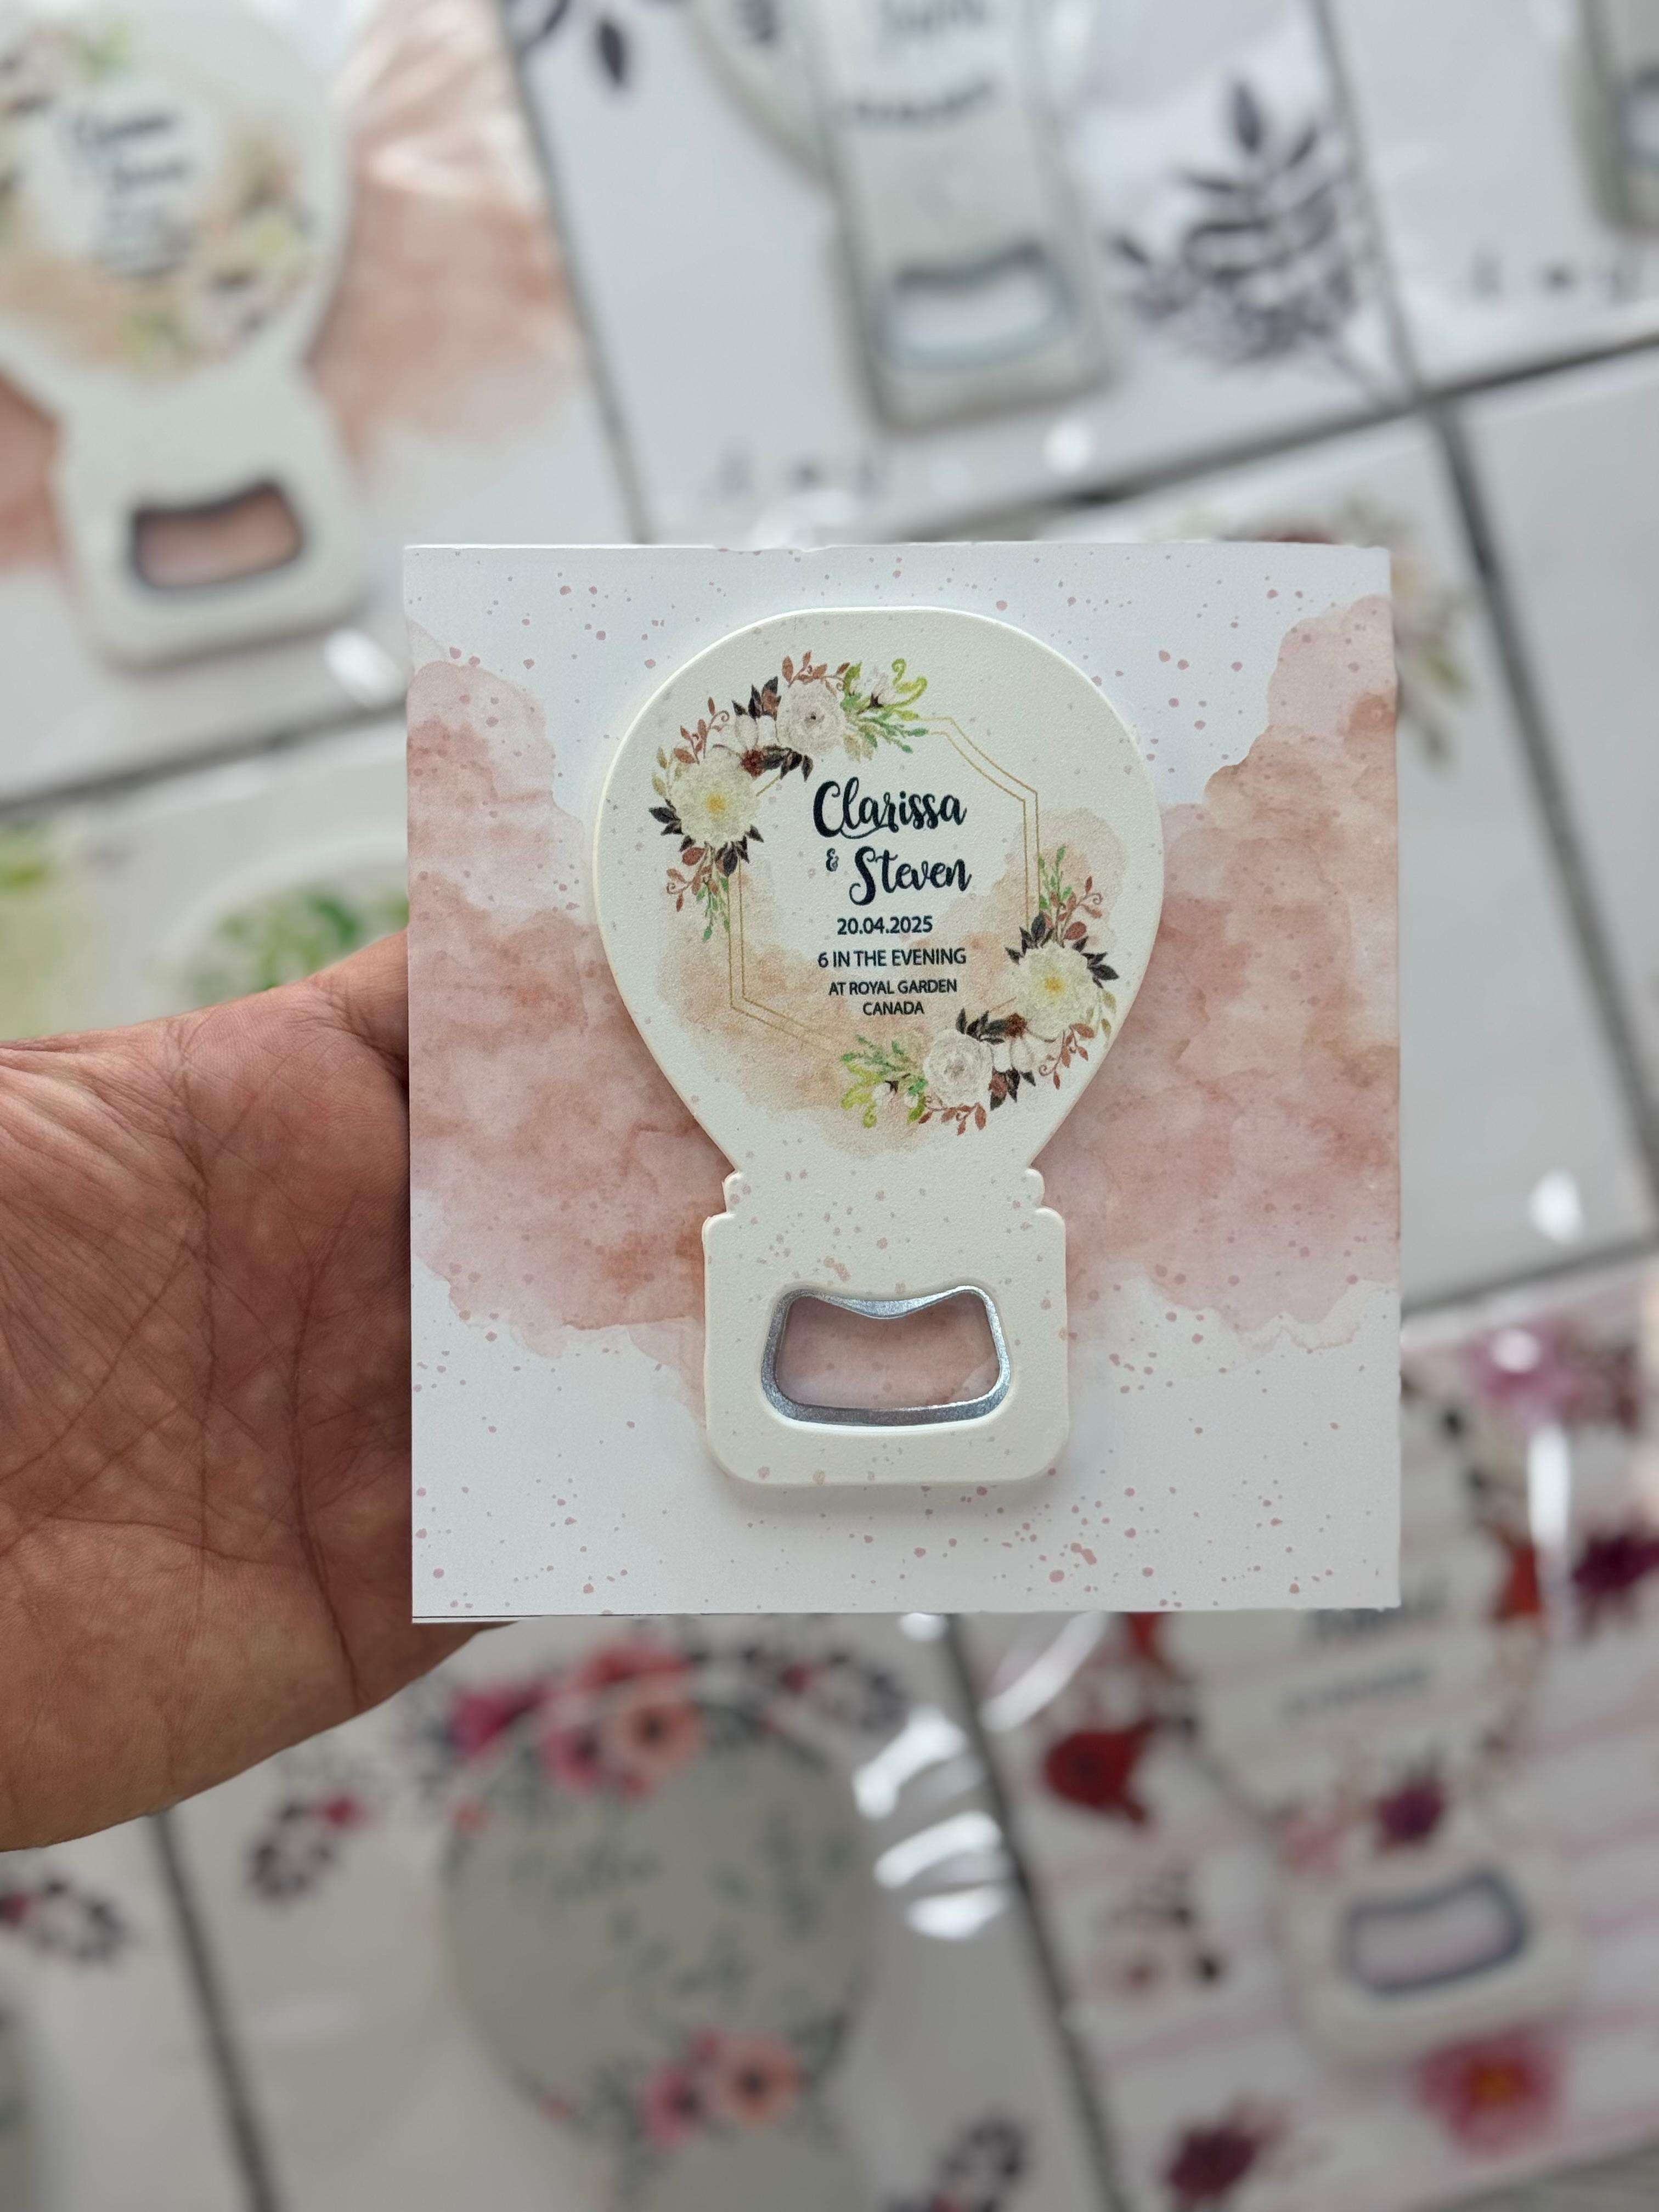 Clarissa
& Steven
20.04.2025
6 IN THE EVENING
AT ROYAL GARDEN
CANADA